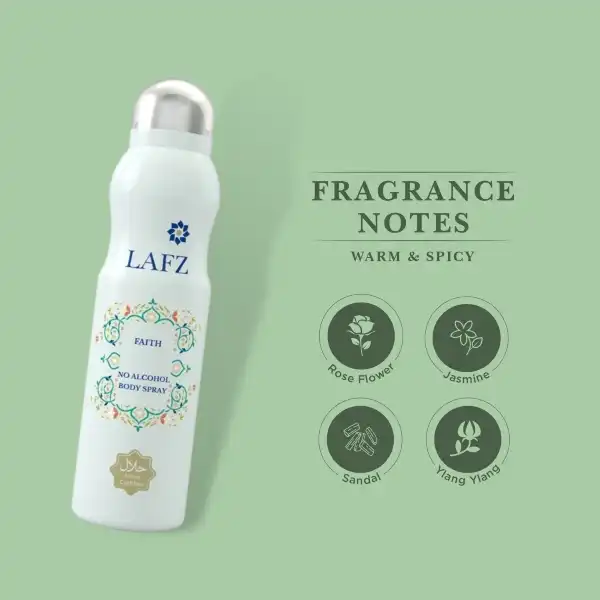 LAFZ
FAITH
NO ALCOHOL
BODY SPRAY
حلال
FRAGRANCE
NOTES
WARM & SPICY
Rose Flower
Jasmine
Sandal
Ylang Ylang